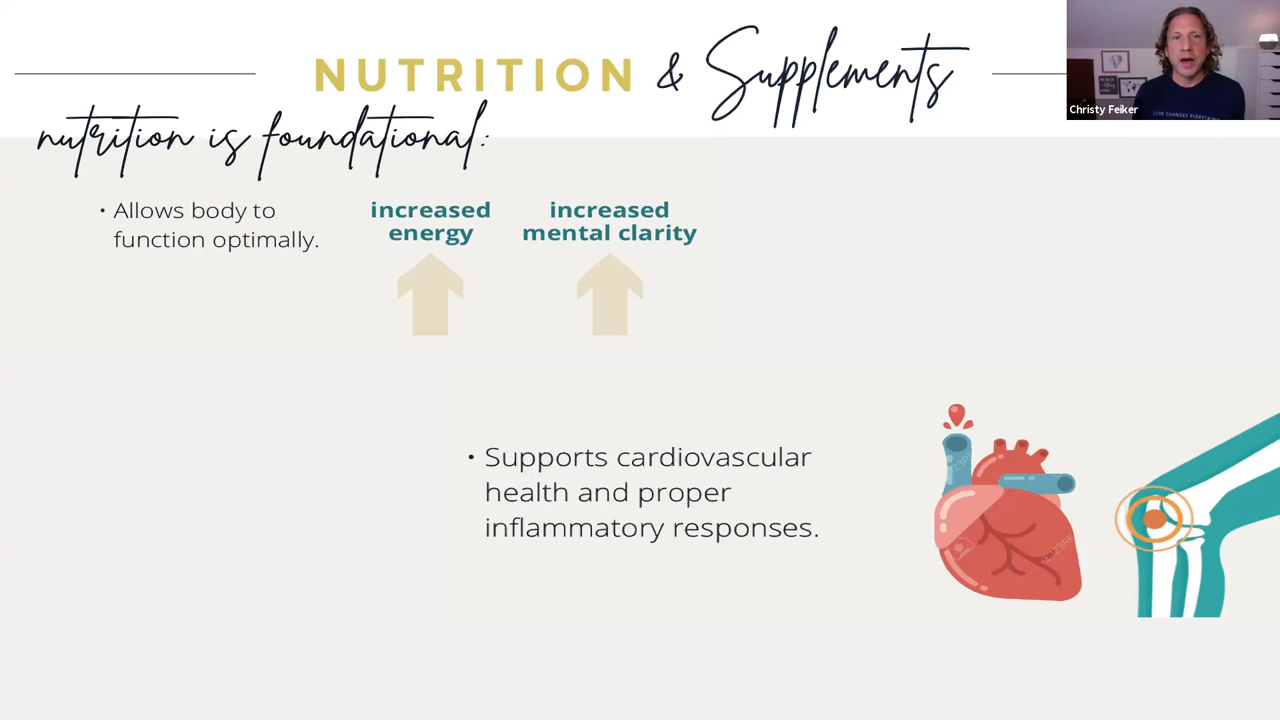 NUTRITION & Supplements
Christy Feiker
nutrition is foundational:
• Allows body to
function optimally.
increased
energy
increased
mental clarity
• Supports cardiovascular
health and proper
inflammatory responses.